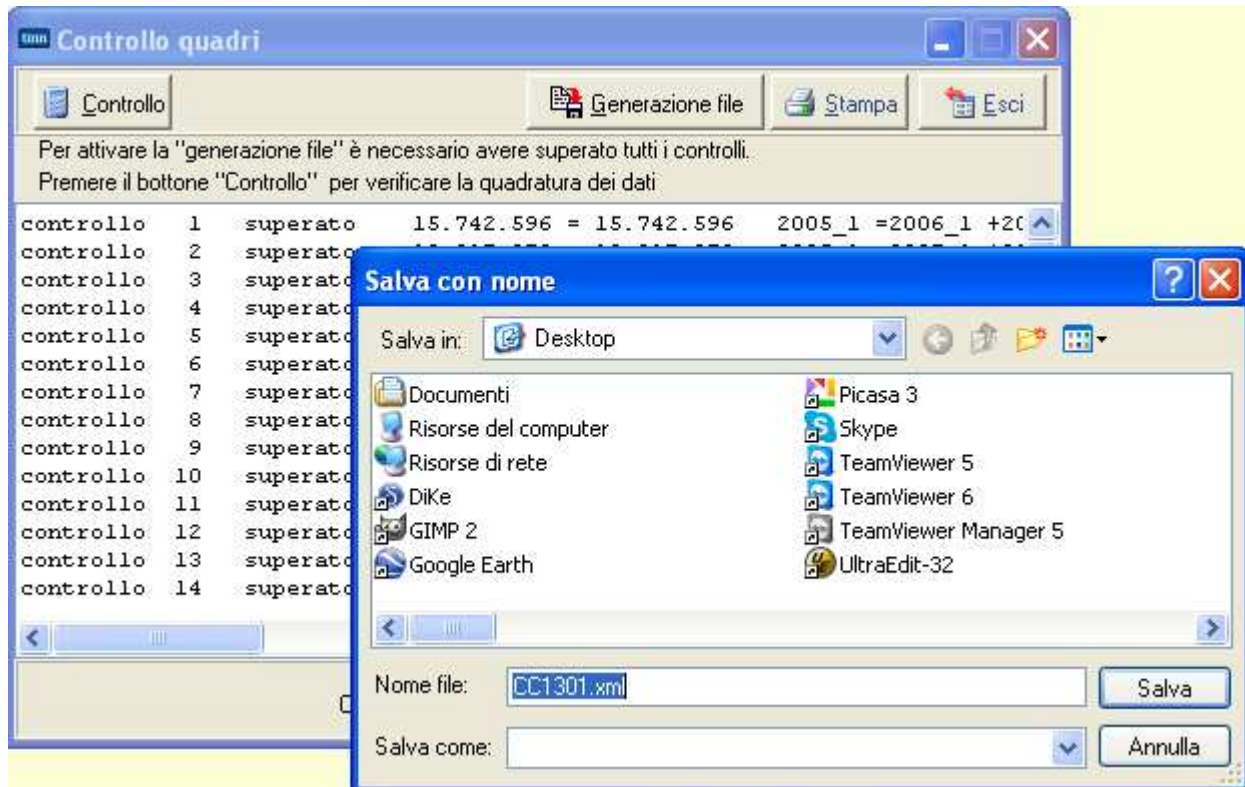 tinn Controllo quadri
Controllo Generazione file Stampa Esci
Per attivare la "generazione file" è necessario avere superato tutti i controlli.
Premere il bottone "Controllo" per verificare la quadratura dei dati
controllo 1 superato 15.742.596 = 15.742.596 2005_1 =2006_1 +20
controllo 2 superato
controllo 3 superato
controllo 4 superato
controllo 5 superato
controllo 6 superato
controllo 7 superato
controllo 8 superato
controllo 9 superato
controllo 10 superato
controllo 11 superato
controllo 12 superato
controllo 13 superato
controllo 14 superato
Salva con nome
Salva in: Desktop
Documenti
Risorse del computer
Risorse di rete
DiKe
GIMP 2
Google Earth
Picasa 3
Skype
TeamViewer 5
TeamViewer 6
TeamViewer Manager 5
UltraEdit-32
Nome file: CC1301.xml Salva
Salva come: Annulla